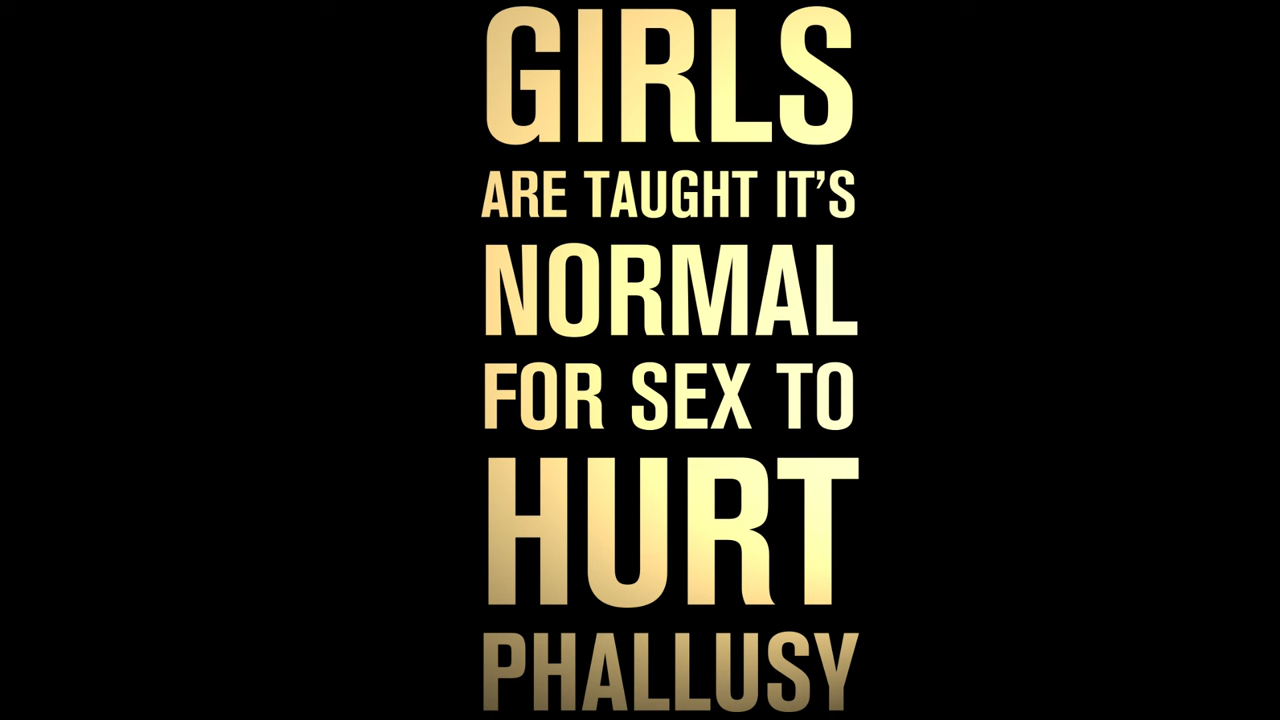 GIRLS
ARE TAUGHT IT’S
NORMAL
FOR SEX TO
HURT
PHALLUSY